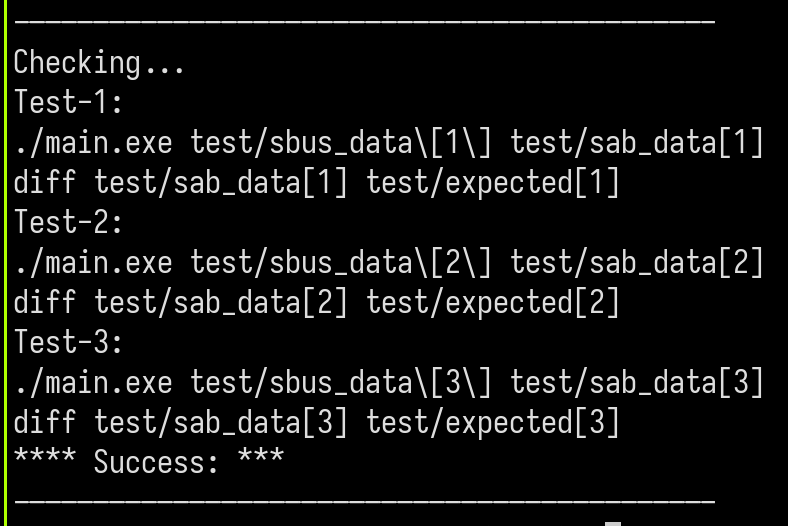 ____________________________________________
Checking...
Test-1:
./main.exe test/sbus_data\[1\] test/sab_data[1]
diff test/sab_data[1] test/expected[1]
Test-2:
./main.exe test/sbus_data\[2\] test/sab_data[2]
diff test/sab_data[2] test/expected[2]
Test-3:
./main.exe test/sbus_data\[3\] test/sab_data[3]
diff test/sab_data[3] test/expected[3]
**** Success: ***
____________________________________________